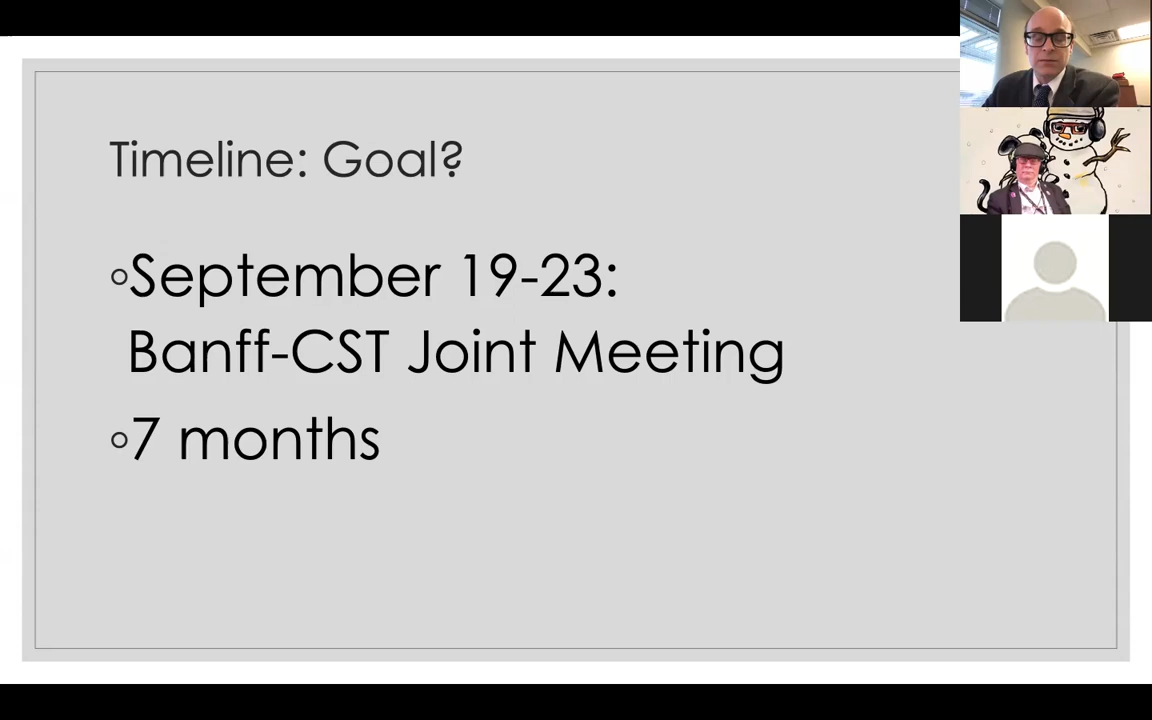 Timeline: Goal?
◦September 19-23:
Banff-CST Joint Meeting
◦7 months